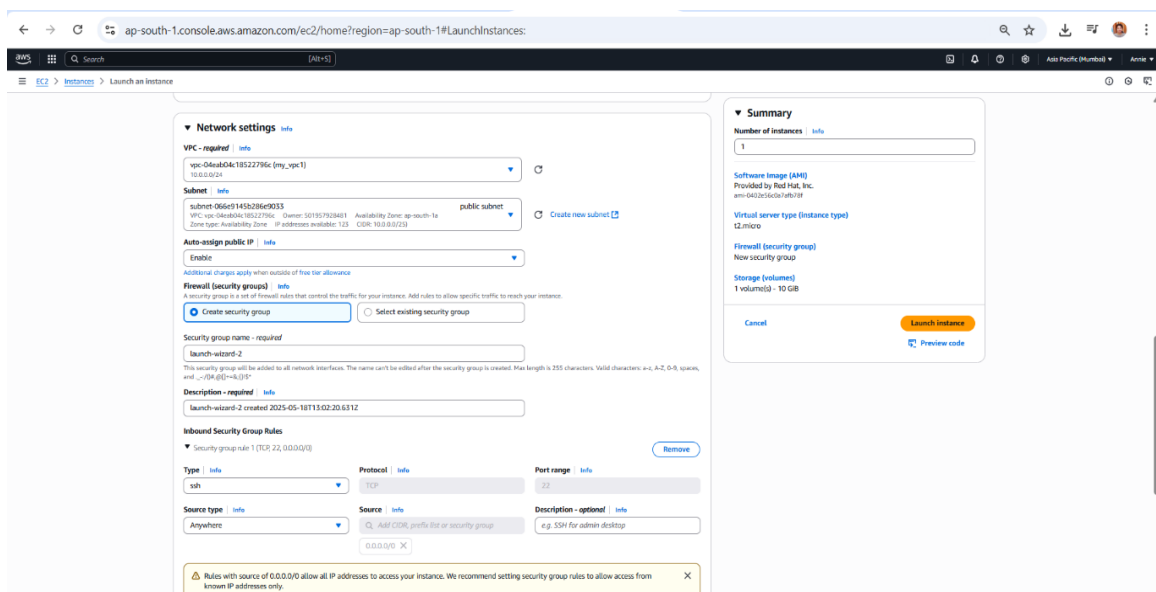 ap-south-1.console.aws.amazon.com/ec2/home?region=ap-south-1#LaunchInstances:
aws Search [Alt+S] Asia Pacific (Mumbai) Annie
EC2 > Instances > Launch an instance
Network settings Info
VPC - required Info
vpc-04eab04c18522796c (my_vpc1)
10.0.0.0/24
Subnet Info
subnet-066e9145b286e9033 public subnet
VPC: vpc-04eab04c18522796c Owner: 501957928481 Availability Zone: ap-south-1a
Zone type: Availability Zone IP addresses available: 123 CIDR: 10.0.0.0/25)
Create new subnet
Auto-assign public IP Info
Enable
Additional charges apply when outside of free tier allowance
Firewall (security groups) Info
A security group is a set of firewall rules that control the traffic for your instance. Add rules to allow specific traffic to reach your instance.
Create security group Select existing security group
Security group name - required
launch-wizard-2
This security group will be added to all network interfaces. The name can't be edited after the security group is created. Max length is 255 characters. Valid characters: a-z, A-Z, 0-9, spaces,
Description - required Info
launch-wizard-2 created 2025-05-18T13:02:20.631Z
Inbound Security Group Rules
Security group rule 1 (TCP, 22, 0.0.0.0/0) Remove
Type Info Protocol Info Port range Info
ssh TCP 22
Source type Info Source Info Description - optional Info
Anywhere Add CIDR, prefix list or security group e.g. SSH for admin desktop
0.0.0.0/0
Rules with source of 0.0.0.0/0 allow all IP addresses to access your instance. We recommend setting security group rules to allow access from
known IP addresses only.
Summary
Number of instances Info
1
Software Image (AMI)
Provided by Red Hat, Inc.
ami-0402e56c0a7afb78f
Virtual server type (instance type)
t2.micro
Firewall (security group)
New security group
Storage (volumes)
1 volume(s) - 10 GiB
Cancel Launch instance
Preview code